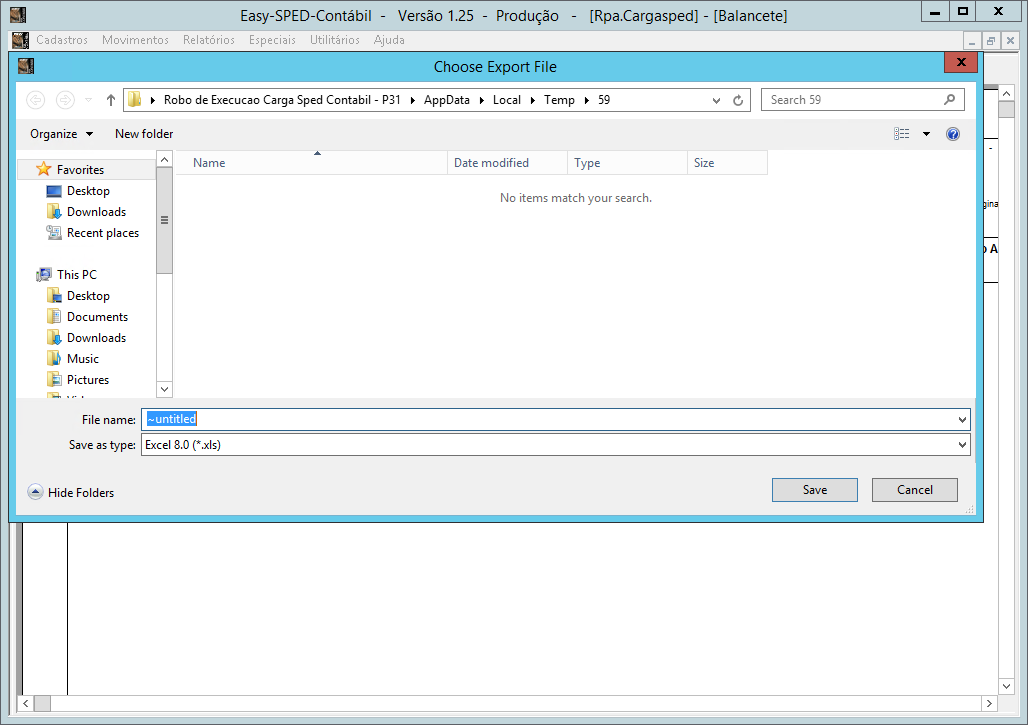 Easy-SPED-Contábil - Versão 1.25 - Produção - [Rpa.Cargasped] - [Balancete]
Cadastros Movimentos Relatórios Especiais Utilitários Ajuda
Choose Export File
Robo de Execucao Carga Sped Contabil - P31 AppData Local Temp 59
Search 59
Organize New folder
Name Date modified Type Size
No items match your search.
Favorites
Desktop
Downloads
Recent places
This PC
Desktop
Documents
Downloads
Music
Pictures
File name: ~untitled
Save as type: Excel 8.0 (*.xls)
Hide Folders
Save Cancel